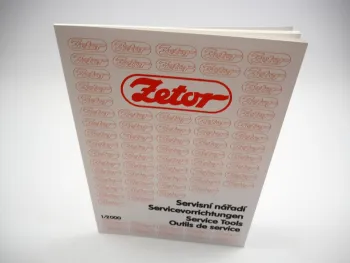 Zetor
Servisní nářadí
Servicevorrichtungen
Service Tools
Outils de service
1/2000